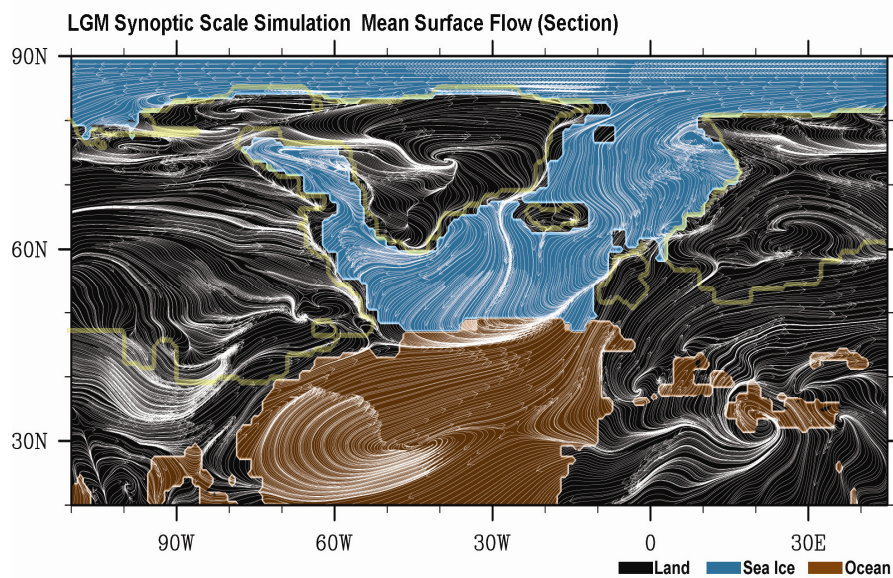 LGM Synoptic Scale Simulation Mean Surface Flow (Section)
90N
60N
30N
90W 60W 30W 0 30E
Land Sea Ice Ocean